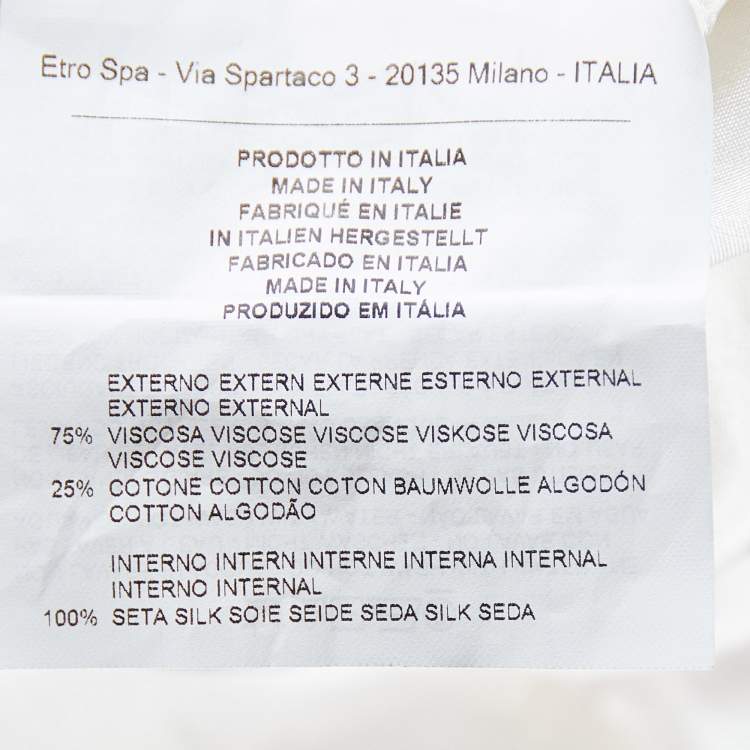 Etro Spa - Via Spartaco 3 - 20135 Milano - ITALIA
PRODOTTO IN ITALIA
MADE IN ITALY
FABRIQUÉ EN ITALIE
IN ITALIEN HERGESTELLT
FABRICADO EN ITALIA
MADE IN ITALY
PRODUZIDO EM ITÁLIA
EXTERNO EXTERN EXTERNE ESTERNO EXTERNAL
EXTERNO EXTERNAL
75% VISCOSA VISCOSE VISCOSE VISKOSE VISCOSA
VISCOSE VISCOSE
25% COTONE COTTON COTON BAUMWOLLE ALGODÓN
COTTON ALGODÃO
INTERNO INTERN INTERNE INTERNA INTERNAL
INTERNO INTERNAL
100% SETA SILK SOIE SEIDE SEDA SILK SEDA